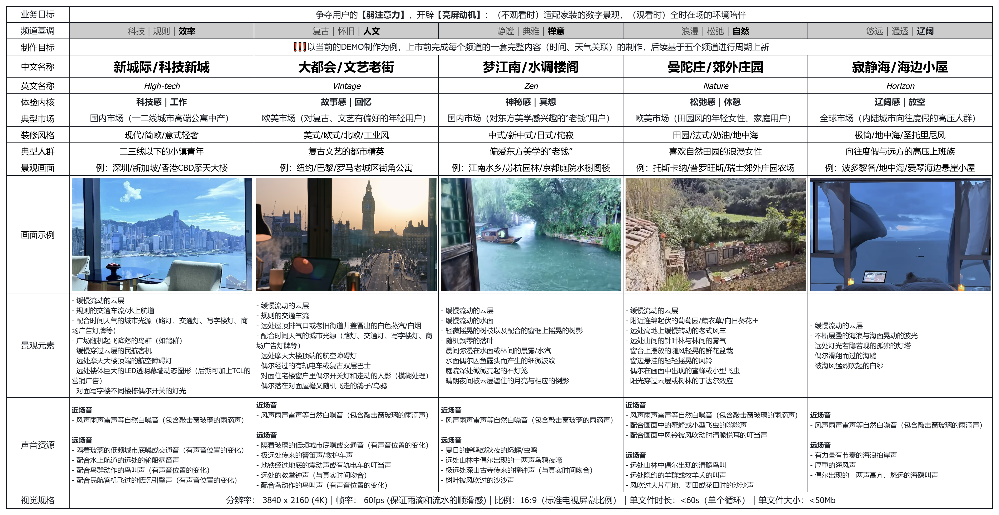 业务目标
争夺用户的【弱注意力】，开辟【亮屏动机】：（不观看时）适配家装的数字景观，（观看时）全时在场的环境陪伴
频道基调
科技｜规则｜效率
复古｜怀旧｜人文
静谧｜典雅｜禅意
浪漫｜松弛｜自然
悠远｜通透｜辽阔
制作目标
!!!以当前的DEMO制作为例，上市前完成每个频道的一套完整内容（时间、天气关联）的制作，后续基于五个频道进行周期上新
中文名称
新城际/科技新城
大都会/文艺老街
梦江南/水调楼阁
曼陀庄/郊外庄园
寂静海/海边小屋
英文名称
High-tech
Vintage
Zen
Nature
Horizon
体验内核
科技感｜工作
故事感｜回忆
神秘感｜冥想
松弛感｜休憩
辽阔感｜放空
典型市场
国内市场（一二线城市高端公寓中产）
欧美市场（对复古、文艺有偏好的年轻用户）
国内市场（对东方美学感兴趣的“老钱”用户）
欧美市场（田园风的年轻女性、家庭用户）
全球市场（内陆城市向往度假的高压人群）
装修风格
现代/简欧/意式轻奢
美式/欧式/北欧/工业风
中式/新中式/日式/侘寂
田园/法式/奶油/地中海
极简/地中海/圣托里尼风
典型人群
二三线以下的小镇青年
复古文艺的都市精英
偏爱东方美学的“老钱”
喜欢自然田园的浪漫女性
向往度假与远方的高压上班族
景观画面
例：深圳/新加坡/香港CBD摩天大楼
例：纽约/巴黎/罗马老城区街角公寓
例：江南水乡/苏杭园林/京都庭院水榭阁楼
例：托斯卡纳/普罗旺斯/瑞士郊外庄园农场
例：波多黎各/地中海/爱琴海边悬崖小屋
画面示例
景观元素
- 缓慢流动的云层
- 规则的交通车流/水上航道
- 配合时间天气的城市光源（路灯、交通灯、写字楼灯、商
场广告灯牌等）
- 广场随机起飞降落的鸟群（如鸽群）
- 缓慢穿过云层的民航客机
- 远处摩天大楼顶端的航空障碍灯
- 远处楼体巨大的LED透明幕墙动态图形（后期可加上TCL的
营销广告）
- 对面写字楼不同楼栋偶尔开关的灯光
- 缓慢流动的云层
- 规则的交通车流
- 远处屋顶排气口或老旧街道井盖冒出的白色蒸汽/白烟
- 配合时间天气的城市光源（路灯、交通灯、写字楼灯、商
场广告灯牌等）
- 远处摩天大楼顶端的航空障碍灯
- 偶尔经过的有轨电车或复古双层巴士
- 对面住宅楼窗户里偶尔开关灯和走动的人影（模糊处理）
- 偶尔落在对面屋檐又随机飞走的鸽子/乌鸦
- 缓慢流动的云层
- 缓慢流动的水面
- 轻微摇晃的树枝以及配合的窗框上摇晃的树影
- 随机飘零的落叶
- 晨间弥漫在水面或林间的晨雾/水汽
- 水面偶尔因鱼露头而产生的细微波纹
- 庭院深处微微亮起的石灯笼
- 晴朗夜间被云层遮住的月亮与相应的倒影
- 缓慢流动的云层
- 附近连绵起伏的葡萄园/薰衣草/向日葵花田
- 远处高地上缓慢转动的老式风车
- 远处山间的针叶林与林间的雾气
- 窗台上摆放的随风轻晃的鲜花盆栽
- 窗边悬挂的轻轻摇晃的风铃
- 偶尔在画面中出现的蜜蜂或小型飞虫
- 阳光穿过云层或树林的丁达尔效应
- 缓慢流动的云层
- 不断层叠的海浪与海面晃动的波光
- 远处灯光若隐若现的孤独的灯塔
- 偶尔滑翔而过的海鸥
- 被海风猛烈吹起的白纱
声音资源
近场音
- 风声雨声雷声等自然白噪音（包含敲击窗玻璃的雨滴声）
远场音
- 隔着玻璃的低频城市底噪或交通音（有声音位置的变化）
- 配合水上航道的远处的轮船雾笛声
- 配合鸟群动作的鸟叫声（有声音位置的变化）
- 配合民航客机飞过的低沉引擎声（有声音位置的变化）
近场音
- 风声雨声雷声等自然白噪音（包含敲击窗玻璃的雨滴声）
远场音
- 隔着玻璃的低频城市底噪或交通音（有声音位置的变化）
- 极远处传来的警笛声/救护车声
- 地铁经过地底的震动声或有轨电车的叮当声
- 远处的教堂钟声（与真实时间吻合）
- 配合鸟动作的鸟叫声（有声音位置的变化）
近场音
- 风声雨声雷声等自然白噪音（包含敲击窗玻璃的雨滴声）
远场音
- 夏日的蝉鸣或秋夜的蟋蟀/虫鸣
- 远处山林中偶尔出现的一两声乌鸦夜啼
- 极远处深山古寺传来的撞钟声（与真实时间吻合）
- 树叶被风吹过的沙沙声
近场音
- 风声雨声雷声等自然白噪音（包含敲击窗玻璃的雨滴声）
- 配合画面中的蜜蜂或小型飞虫的嗡嗡声
- 配合画面中风铃被风吹动时清脆悦耳的叮当声
远场音
- 远处山林中偶尔出现的清脆鸟叫
- 远处隐约的羊群或牧羊犬的叫声
- 风吹过大片草地、麦田或花田时的沙沙声
近场音
- 风声雨声雷声等自然白噪音（包含敲击窗玻璃的雨滴声）
远场音
- 有力量有节奏的海浪拍岸声
- 厚重的海风声
- 偶尔出现的一两声高亢、悠远的海鸥叫声
视觉规格
分辨率： 3840 x 2160 (4K)｜帧率： 60fps (保证雨滴和流水的顺滑感)｜比例：16:9（标准电视屏幕比例）｜单文件时长：<60s（单个循环）｜单文件大小：<50Mb